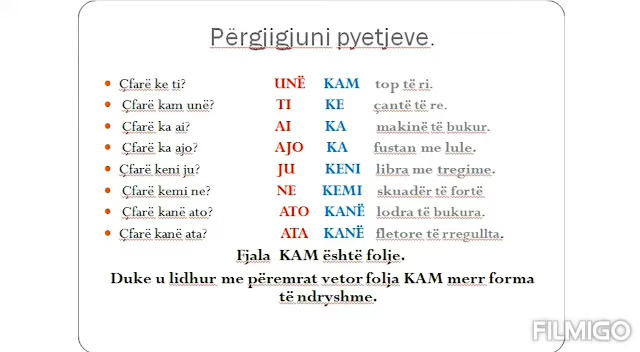 Përgjigjuni pyetjeve.
Çfarë ke ti? UNË KAM top të ri.
Çfarë kam unë? TI KE çantë të re.
Çfarë ka ai? AI KA makinë të bukur.
Çfarë ka ajo? AJO KA fustan me lule.
Çfarë keni ju? JU KENI libra me tregime.
Çfarë kemi ne? NE KEMI skuadër të fortë
Çfarë kanë ato? ATO KANË lodra të bukura.
Çfarë kanë ata? ATA KANË fletore të rregullta.
Fjala KAM është folje.
Duke u lidhur me përemrat vetor folja KAM merr forma
të ndryshme.
FILMIGO